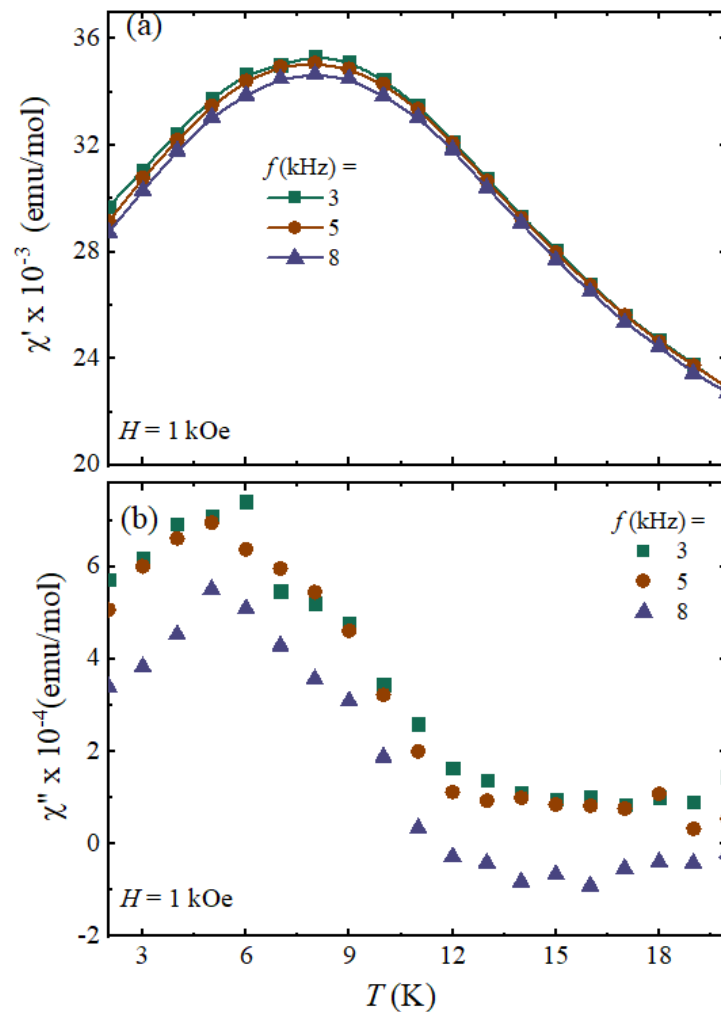 (a)
36
32
28
24
20
χ' x 10⁻³ (emu/mol)
f (kHz) =
3
5
8
H = 1 kOe
(b)
6
4
2
0
-2
χ'' x 10⁻⁴(emu/mol)
f (kHz) =
3
5
8
H = 1 kOe
3 6 9 12 15 18
T (K)